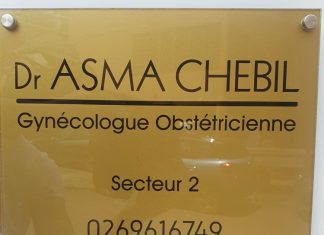 Dr ASMA CHEBIL
Gynécologue Obstétricienne
Secteur 2
0269616749